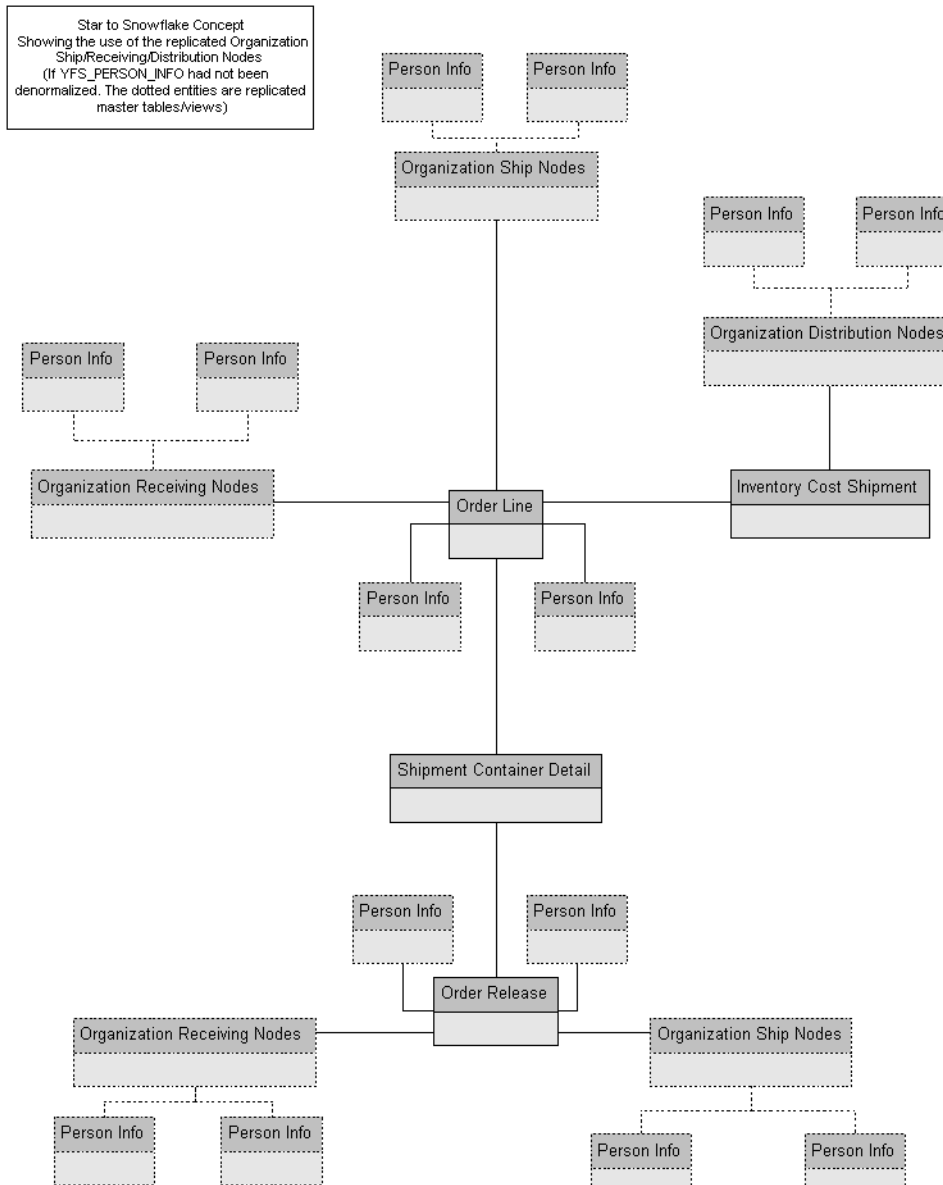 Star to Snowflake Concept
Showing the use of the replicated Organization
Ship/Receiving/Distribution Nodes
(If YFS_PERSON_INFO had not been
denormalized. The dotted entities are replicated
master tables/views)
Person Info
Person Info
Organization Ship Nodes
Person Info
Person Info
Organization Distribution Nodes
Person Info
Person Info
Organization Receiving Nodes
Order Line
Inventory Cost Shipment
Person Info
Person Info
Shipment Container Detail
Person Info
Person Info
Order Release
Organization Receiving Nodes
Organization Ship Nodes
Person Info
Person Info
Person Info
Person Info